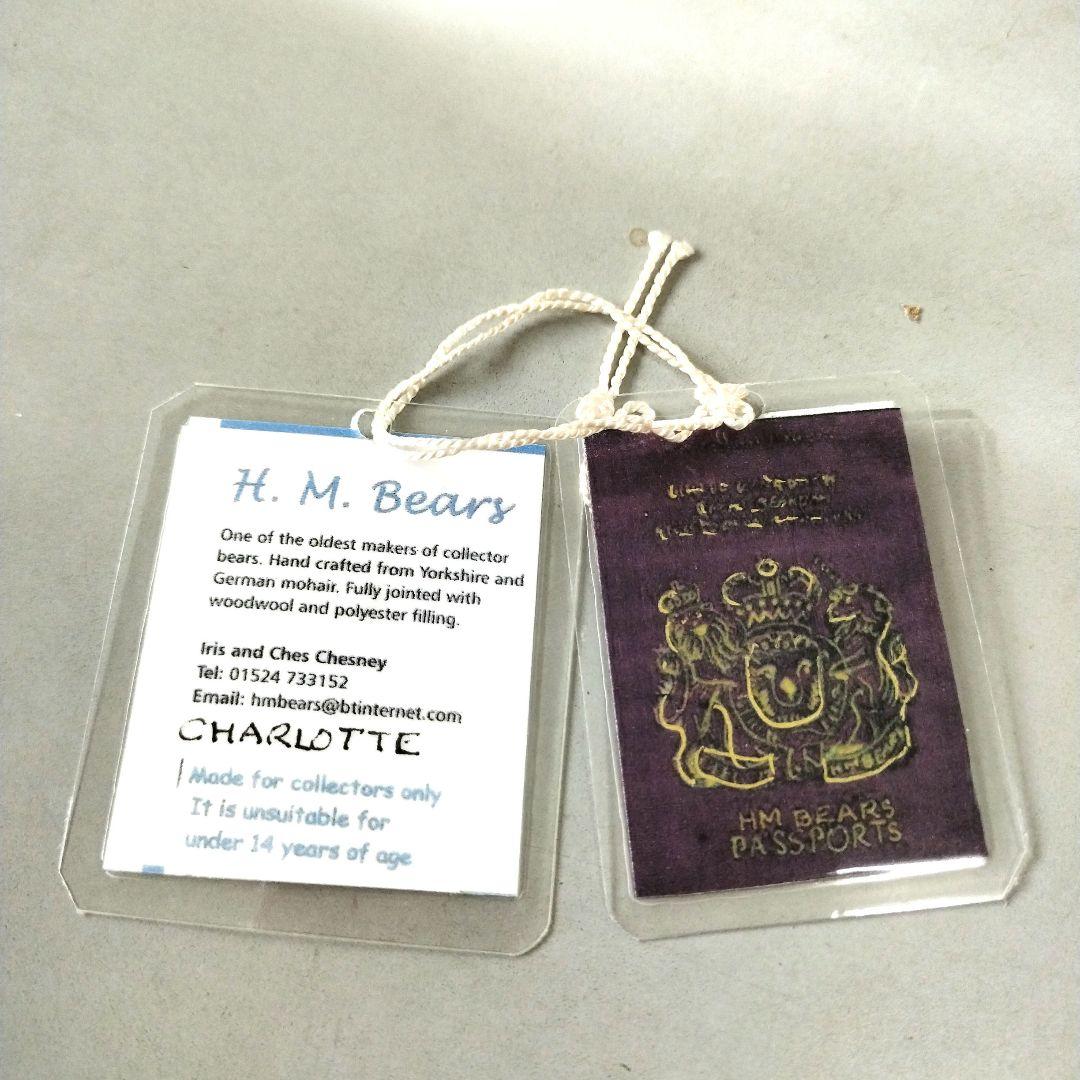 H. M. Bears
One of the oldest makers of collector
bears. Hand crafted from Yorkshire and
German mohair. Fully jointed with
woodwool and polyester filling.
Iris and Ches Chesney
Tel: 01524 733152
Email: hmbears@btinternet.com
CHARLOTTE
Made for collectors only
It is unsuitable for
under 14 years of age
HM BEARS
PASSPORTS